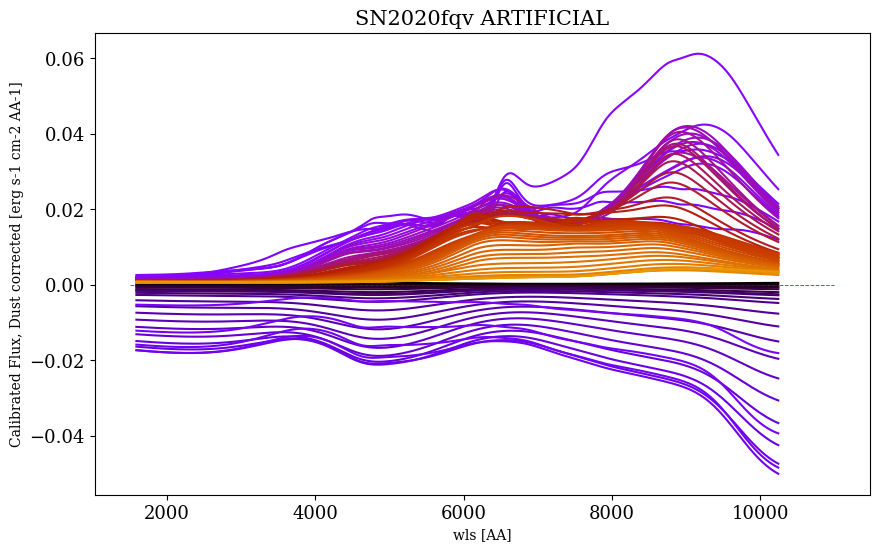 SN2020fqv ARTIFICIAL
Calibrated Flux, Dust corrected [erg s-1 cm-2 AA-1]
0.06
0.04
0.02
0.00
−0.02
−0.04
2000 4000 6000 8000 10000
wls [AA]